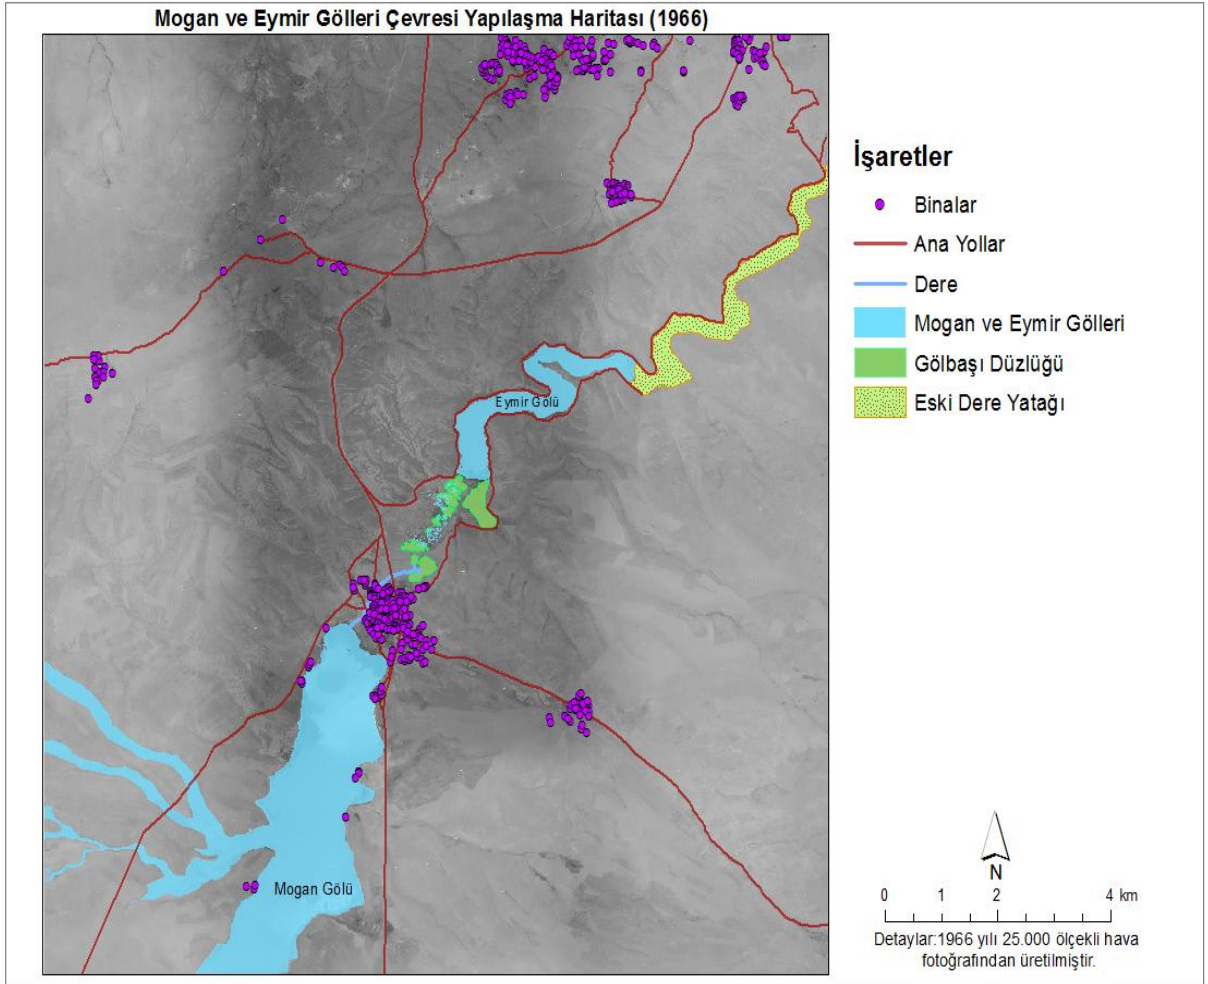 Mogan ve Eymir Gölleri Çevresi Yapılaşma Haritası (1966)
İşaretler
Binalar
Ana Yollar
Dere
Mogan ve Eymir Gölleri
Gölbaşı Düzlüğü
Eski Dere Yatağı
Eymir Gölü
Mogan Gölü
N
0 1 2 4 km
Detaylar:1966 yılı 25.000 ölçekli hava
fotoğrafından üretilmiştir.